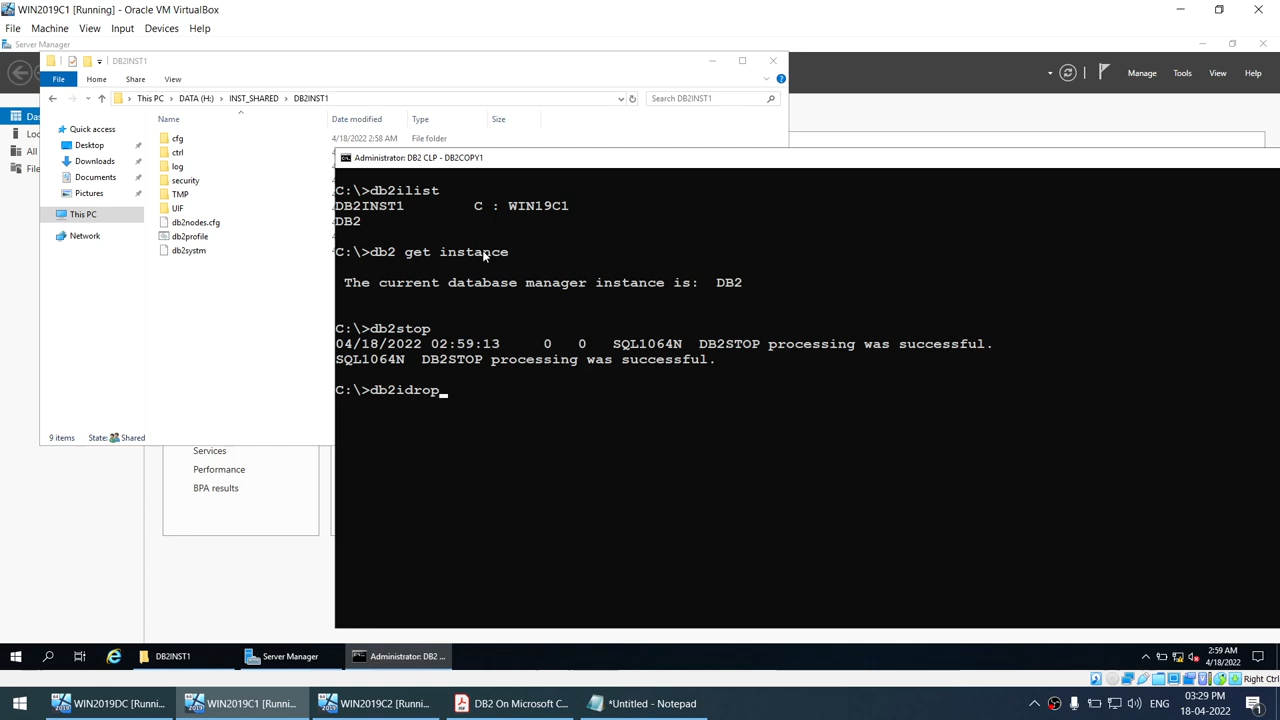 WIN2019C1 [Running] - Oracle VM VirtualBox
File Machine View Input Devices Help
Server Manager
DB2INST1
File Home Share View
Manage Tools View Help
This PC > DATA (H:) > INST_SHARED > DB2INST1
Search DB2INST1
Name Date modified Type Size
Quick access
Desktop
Downloads
Documents
Pictures
This PC
Network
cfg 4/18/2022 2:58 AM File folder
ctrl
log
security
TMP
UIF
db2nodes.cfg
db2profile
db2systm
9 items State: Shared
Administrator: DB2 CLP - DB2COPY1
C:\>db2ilist
DB2INST1 C : WIN19C1
DB2
C:\>db2 get instance
The current database manager instance is: DB2
C:\>db2stop
04/18/2022 02:59:13 0 0 SQL1064N DB2STOP processing was successful.
SQL1064N DB2STOP processing was successful.
C:\>db2idrop_
Services
Performance
BPA results
DB2INST1 Server Manager Administrator: DB2 ...
2:59 AM
4/18/2022
Right Ctrl
WIN2019DC [Runni... WIN2019C1 [Runni... WIN2019C2 [Runni... DB2 On Microsoft C... *Untitled - Notepad
ENG
03:29 PM
18-04-2022
1